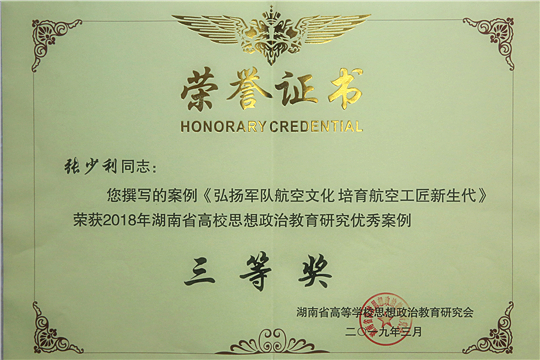 荣誉证书
HONORARY CREDENTIAL
张少利同志：
您撰写的案例《弘扬军队航空文化 培育航空工匠新生代》
荣获2018年湖南省高校思想政治教育研究优秀案例
三等奖
湖南省高等学校思想政治教育研究会
二〇一九年三月